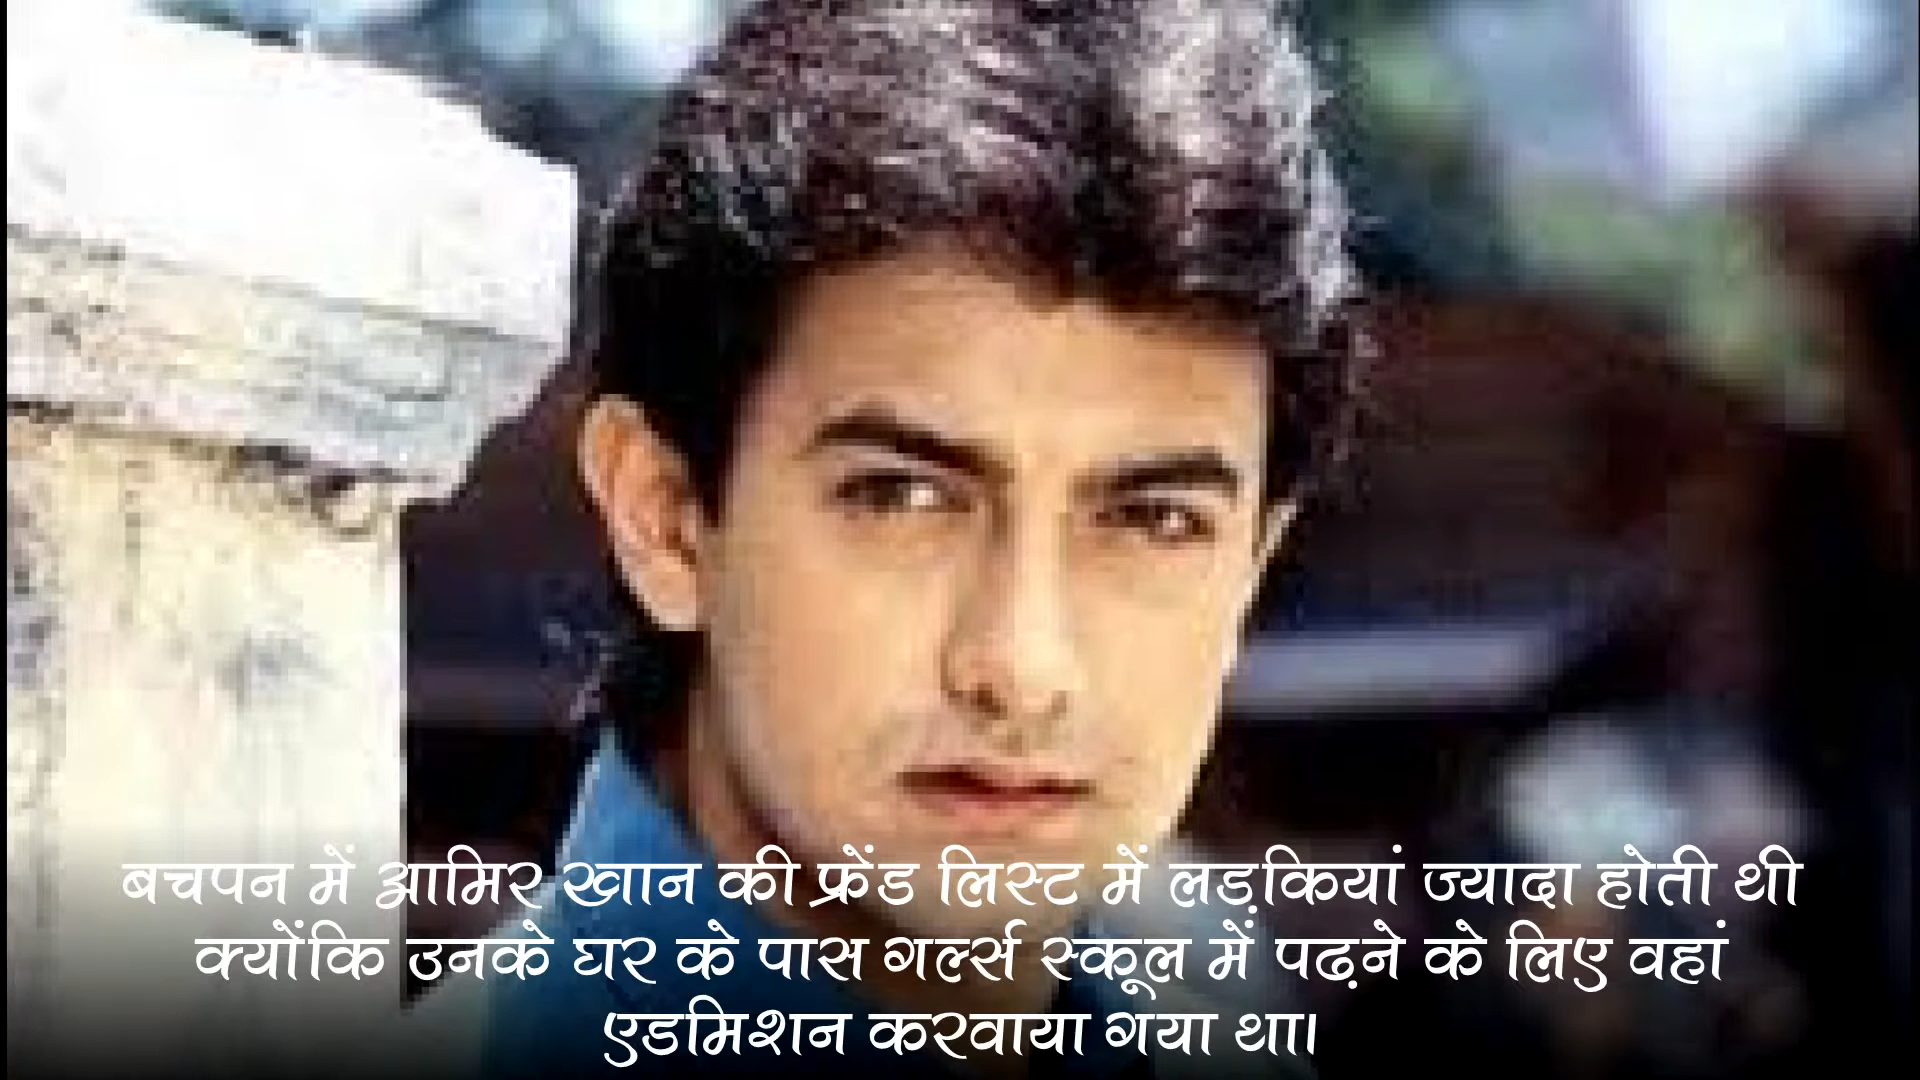 बचपन में आमिर खान की फ्रेंड लिस्ट में लड़कियां ज्यादा होती थी
क्योंकि उनके घर के पास गर्ल्स स्कूल में पढ़ने के लिए वहां
एडमिशन करवाया गया था।